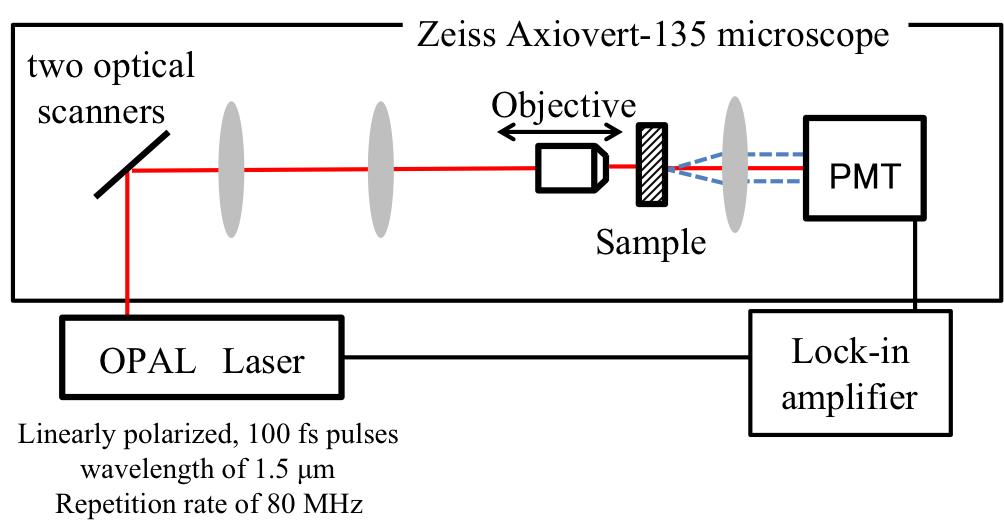 Zeiss Axiovert-135 microscope
two optical
scanners
Objective
PMT
Sample
OPAL Laser
Lock-in
amplifier
Linearly polarized, 100 fs pulses
wavelength of 1.5 μm
Repetition rate of 80 MHz